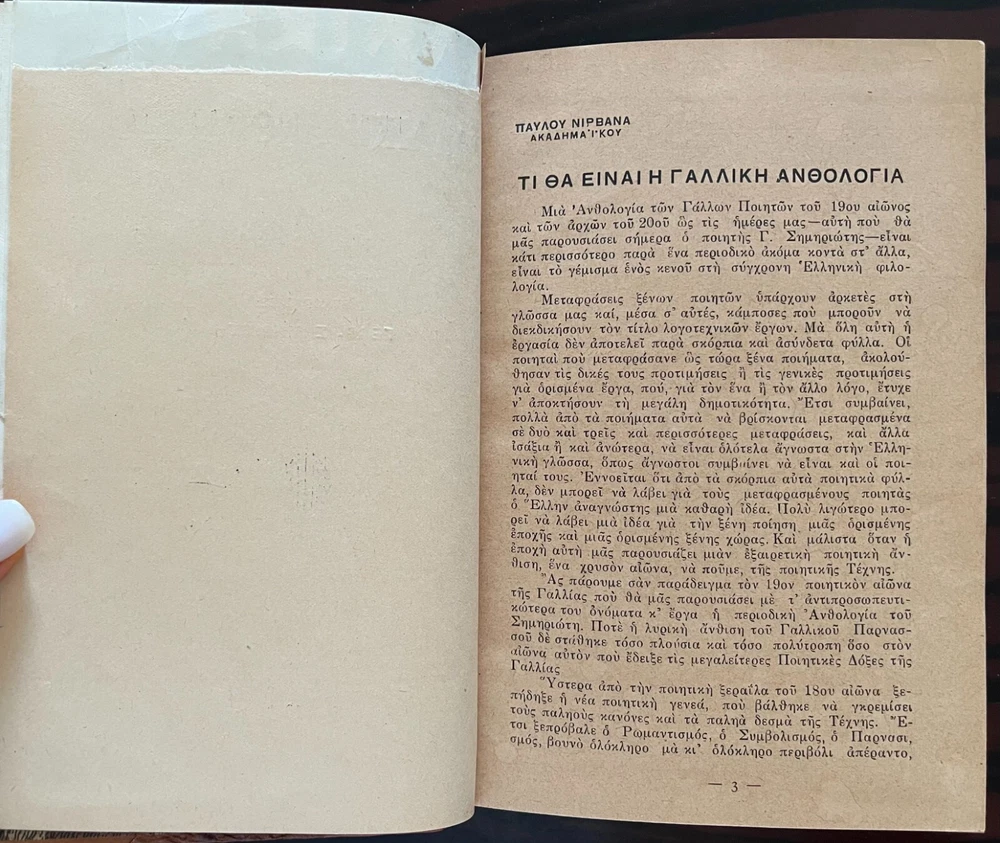 ΠΑΥΛΟΥ ΝΙΡΒΑΝΑ
ΑΚΑΔΗΜΑΪΚΟΥ
ΤΙ ΘΑ ΕΙΝΑΙ Η ΓΑΛΛΙΚΗ ΑΝΘΟΛΟΓΙΑ
Μιὰ Ἀνθολογία τῶν Γάλλων Ποιητῶν τοῦ 19ου αἰῶνος
καὶ τῶν ἀρχῶν τοῦ 20οῦ ὣς τὶς ἡμέρες μας—αὐτὴ ποὺ θὰ
μᾶς παρουσιάσει σήμερα ὁ ποιητὴς Γ. Σημηριώτης—εἶναι
κάτι περισσότερο παρὰ ἕνα περιοδικὸ ἀκόμα κοντὰ στ' ἄλλα,
εἶναι τὸ γέμισμα ἑνὸς κενοῦ στὴ σύγχρονη Ἑλληνικὴ φιλο-
λογία.
Μεταφράσεις ξένων ποιητῶν ὑπάρχουν ἀρκετὲς στὴ
γλῶσσα μας καί, μέσα σ' αὐτές, κάμποσες ποὺ μποροῦν νὰ
διεκδικήσουν τὸν τίτλο λογοτεχνικῶν ἔργων. Μὰ ὅλη αὐτὴ ἡ
ἐργασία δὲν ἀποτελεῖ παρὰ σκόρπια καὶ ἀσύνδετα φύλλα. Οἱ
ποιηταὶ ποὺ μεταφράσανε ὣς τώρα ξένα ποιήματα, ἀκολού-
θησαν τὶς δικές τους προτιμήσεις ἢ τὶς γενικὲς προτιμήσεις
γιὰ ὁρισμένα ἔργα, πού, γιὰ τὸν ἕνα ἢ τὸν ἄλλο λόγο, ἔτυχε
ν' ἀποκτήσουν τὴ μεγάλη δημοτικότητα. Ἔτσι συμβαίνει,
πολλὰ ἀπὸ τὰ ποιήματα αὐτὰ νὰ βρίσκονται μεταφρασμένα
σὲ δυὸ καὶ τρεῖς καὶ περισσότερες μεταφράσεις, καὶ ἄλλα
ἰσάξια ἢ καὶ ἀνώτερα, νὰ εἶναι ὁλότελα ἄγνωστα στὴν Ἑλλη-
νικὴ γλῶσσα, ὅπως ἄγνωστοι συμβαίνει νὰ εἶναι καὶ οἱ ποι-
ηταί τους. Ἐννοεῖται ὅτι ἀπὸ τὰ σκόρπια αὐτὰ ποιητικὰ φύλ-
λα, δὲν μπορεῖ νὰ λάβει γιὰ τοὺς μεταφρασμένους ποιητὰς
ὁ Ἕλλην ἀναγνώστης μιὰ καθαρὴ ἰδέα. Πολὺ λιγώτερο μπο-
ρεῖ νὰ λάβει μιὰ ἰδέα γιὰ τὴν ξένη ποίηση μιᾶς ὁρισμένης
ἐποχῆς καὶ μιᾶς ὁρισμένης ξένης χώρας. Καὶ μάλιστα ὅταν ἡ
ἐποχὴ αὐτὴ μᾶς παρουσιάζει μιὰν ἐξαιρετικὴ ποιητικὴ ἄν-
θιση, ἕνα χρυσὸν αἰῶνα, νὰ ποῦμε, τῆς ποιητικῆς Τέχνης.
Ἂς πάρουμε σὰν παράδειγμα τὸν 19ον ποιητικὸν αἰῶνα
τῆς Γαλλίας ποὺ θὰ μᾶς παρουσιάσει μὲ τ' ἀντιπροσωπευτι-
κώτερα του ὀνόματα κ' ἔργα ἡ περιοδικὴ Ἀνθολογία τοῦ
Σημηριώτη. Ποτὲ ἡ λυρικὴ ἄνθιση τοῦ Γαλλικοῦ Παρνασ-
σοῦ δὲ στάθηκε τόσο πλούσια καὶ τόσο πολύτροπη ὅσο στὸν
αἰῶνα αὐτὸν ποὺ ἔδειξε τὶς μεγαλείτερες Ποιητικὲς Δόξες τῆς
Γαλλίας
Ὕστερα ἀπὸ τὴν ποιητικὴ ξεραΐλα τοῦ 18ου αἰῶνα ξε-
πήδηξε ἡ νέα ποιητικὴ γενεά, ποὺ βάλθηκε νὰ γκρεμίσει
τοὺς παληοὺς κανόνες καὶ τὰ παληὰ δεσμὰ τῆς Τέχνης. Ἔ-
τσι ξεπρόβαλε ὁ Ρωμαντισμός, ὁ Συμβολισμός, ὁ Παρνασι,
σμός, βουνὸ ὁλόκληρο μὰ κι' ὁλόκληρο περιβόλι ἀπέραντο,
— 3 —